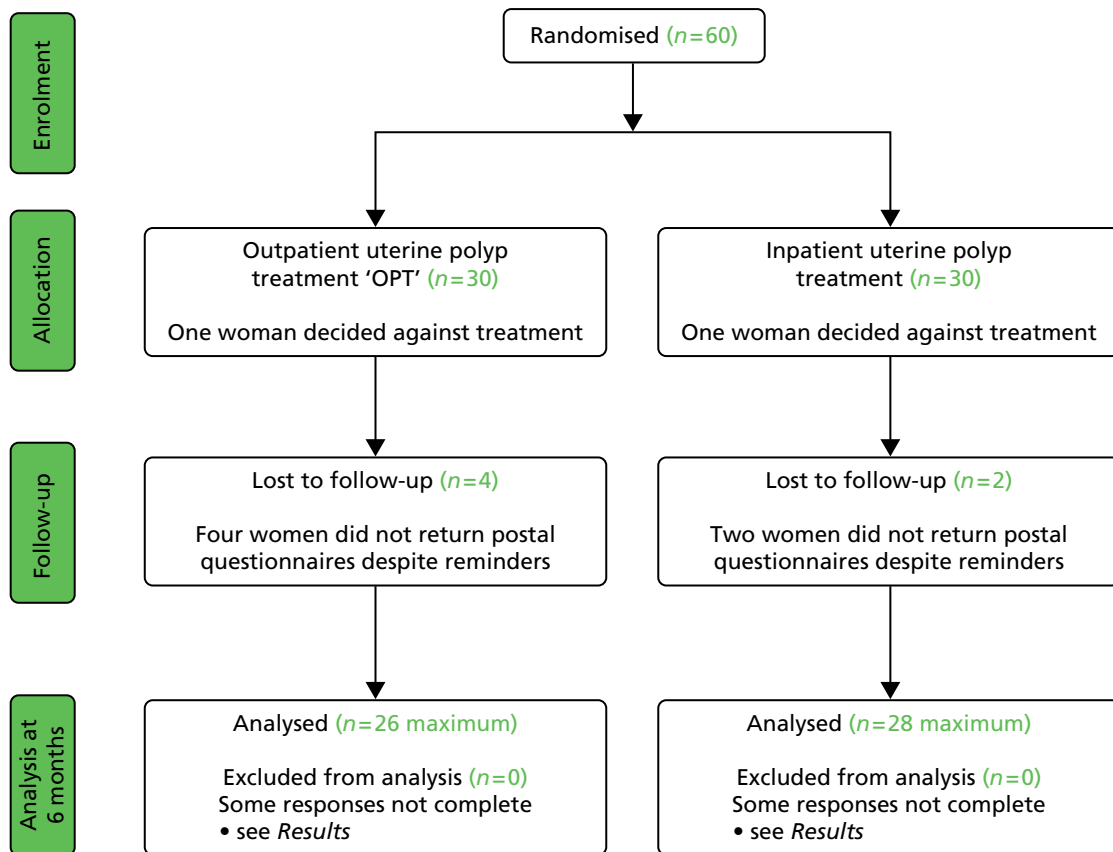 Enrolment
Randomised (n=60)
Allocation
Outpatient uterine polyp
treatment ‘OPT’ (n=30)
One woman decided against treatment
Inpatient uterine polyp
treatment (n=30)
One woman decided against treatment
Follow-up
Lost to follow-up (n=4)
Four women did not return postal
questionnaires despite reminders
Lost to follow-up (n=2)
Two women did not return postal
questionnaires despite reminders
Analysis at
6 months
Analysed (n=26 maximum)
Excluded from analysis (n=0)
Some responses not complete
• see Results
Analysed (n=28 maximum)
Excluded from analysis (n=0)
Some responses not complete
• see Results